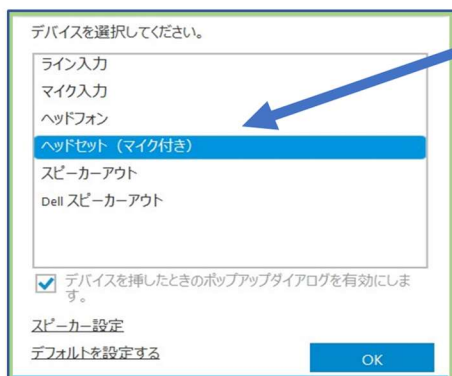 デバイスを選択してください。
ライン入力
マイク入力
ヘッドフォン
ヘッドセット（マイク付き）
スピーカーアウト
Dell スピーカーアウト
デバイスを挿したときのポップアップダイアログを有効にしま
す。
スピーカー設定
デフォルトを設定する
OK